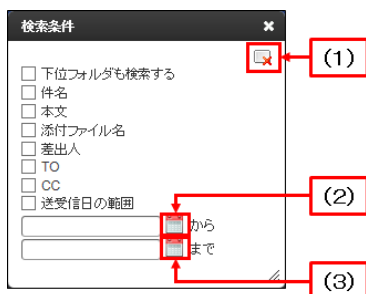 検索条件
(1)
下位フォルダも検索する
件名
本文
添付ファイル名
差出人
TO
CC
送受信日の範囲
(2)
から
まで
(3)